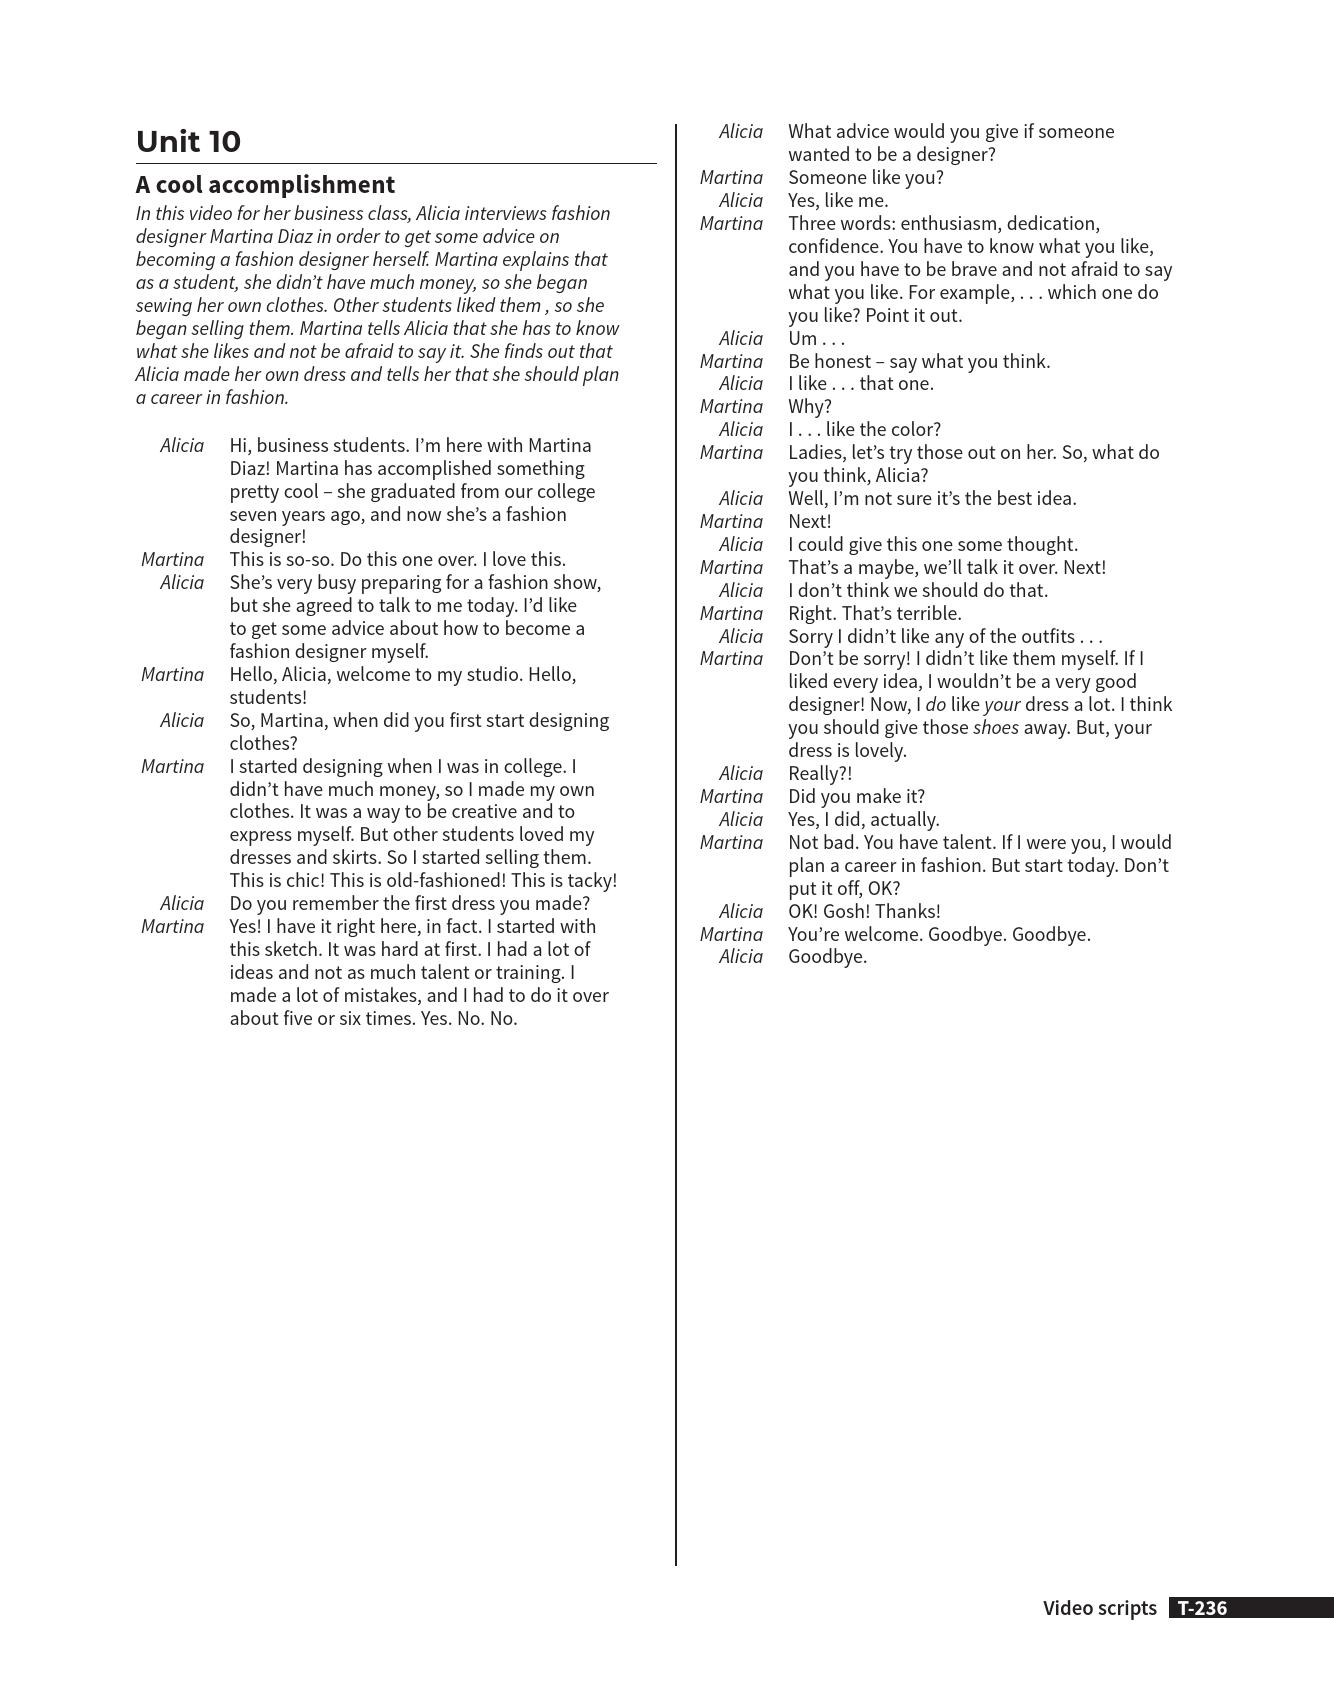 Unit 10
A cool accomplishment
In this video for her business class, Alicia interviews fashion
designer Martina Diaz in order to get some advice on
becoming a fashion designer herself. Martina explains that
as a student, she didn’t have much money, so she began
sewing her own clothes. Other students liked them , so she
began selling them. Martina tells Alicia that she has to know
what she likes and not be afraid to say it. She finds out that
Alicia made her own dress and tells her that she should plan
a career in fashion.
Alicia Hi, business students. I’m here with Martina
Diaz! Martina has accomplished something
pretty cool – she graduated from our college
seven years ago, and now she’s a fashion
designer!
Martina This is so-so. Do this one over. I love this.
Alicia She’s very busy preparing for a fashion show,
but she agreed to talk to me today. I’d like
to get some advice about how to become a
fashion designer myself.
Martina Hello, Alicia, welcome to my studio. Hello,
students!
Alicia So, Martina, when did you first start designing
clothes?
Martina I started designing when I was in college. I
didn’t have much money, so I made my own
clothes. It was a way to be creative and to
express myself. But other students loved my
dresses and skirts. So I started selling them.
This is chic! This is old-fashioned! This is tacky!
Alicia Do you remember the first dress you made?
Martina Yes! I have it right here, in fact. I started with
this sketch. It was hard at first. I had a lot of
ideas and not as much talent or training. I
made a lot of mistakes, and I had to do it over
about five or six times. Yes. No. No.
Alicia What advice would you give if someone
wanted to be a designer?
Martina Someone like you?
Alicia Yes, like me.
Martina Three words: enthusiasm, dedication,
confidence. You have to know what you like,
and you have to be brave and not afraid to say
what you like. For example, . . . which one do
you like? Point it out.
Alicia Um . . .
Martina Be honest – say what you think.
Alicia I like . . . that one.
Martina Why?
Alicia I . . . like the color?
Martina Ladies, let’s try those out on her. So, what do
you think, Alicia?
Alicia Well, I’m not sure it’s the best idea.
Martina Next!
Alicia I could give this one some thought.
Martina That’s a maybe, we’ll talk it over. Next!
Alicia I don’t think we should do that.
Martina Right. That’s terrible.
Alicia Sorry I didn’t like any of the outfits . . .
Martina Don’t be sorry! I didn’t like them myself. If I
liked every idea, I wouldn’t be a very good
designer! Now, I do like your dress a lot. I think
you should give those shoes away. But, your
dress is lovely.
Alicia Really?!
Martina Did you make it?
Alicia Yes, I did, actually.
Martina Not bad. You have talent. If I were you, I would
plan a career in fashion. But start today. Don’t
put it off, OK?
Alicia OK! Gosh! Thanks!
Martina You’re welcome. Goodbye. Goodbye.
Alicia Goodbye.
Video scripts T-236